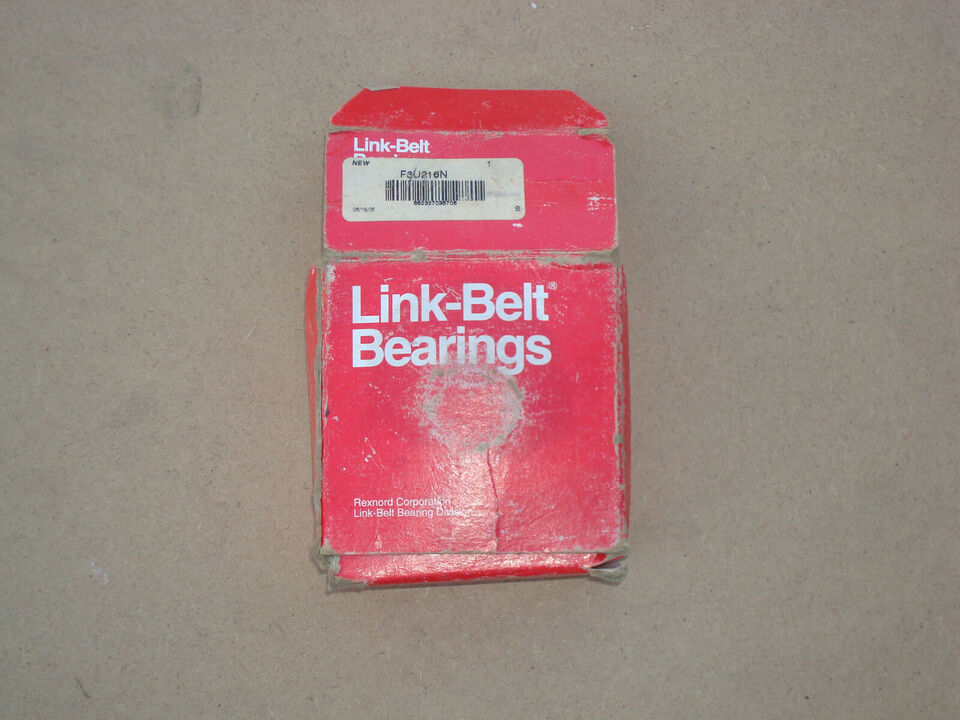 Link-Belt
NEW
1
F3U216N
B
Link-Belt®
Bearings
Rexnord Corporation
Link-Belt Bearing Division